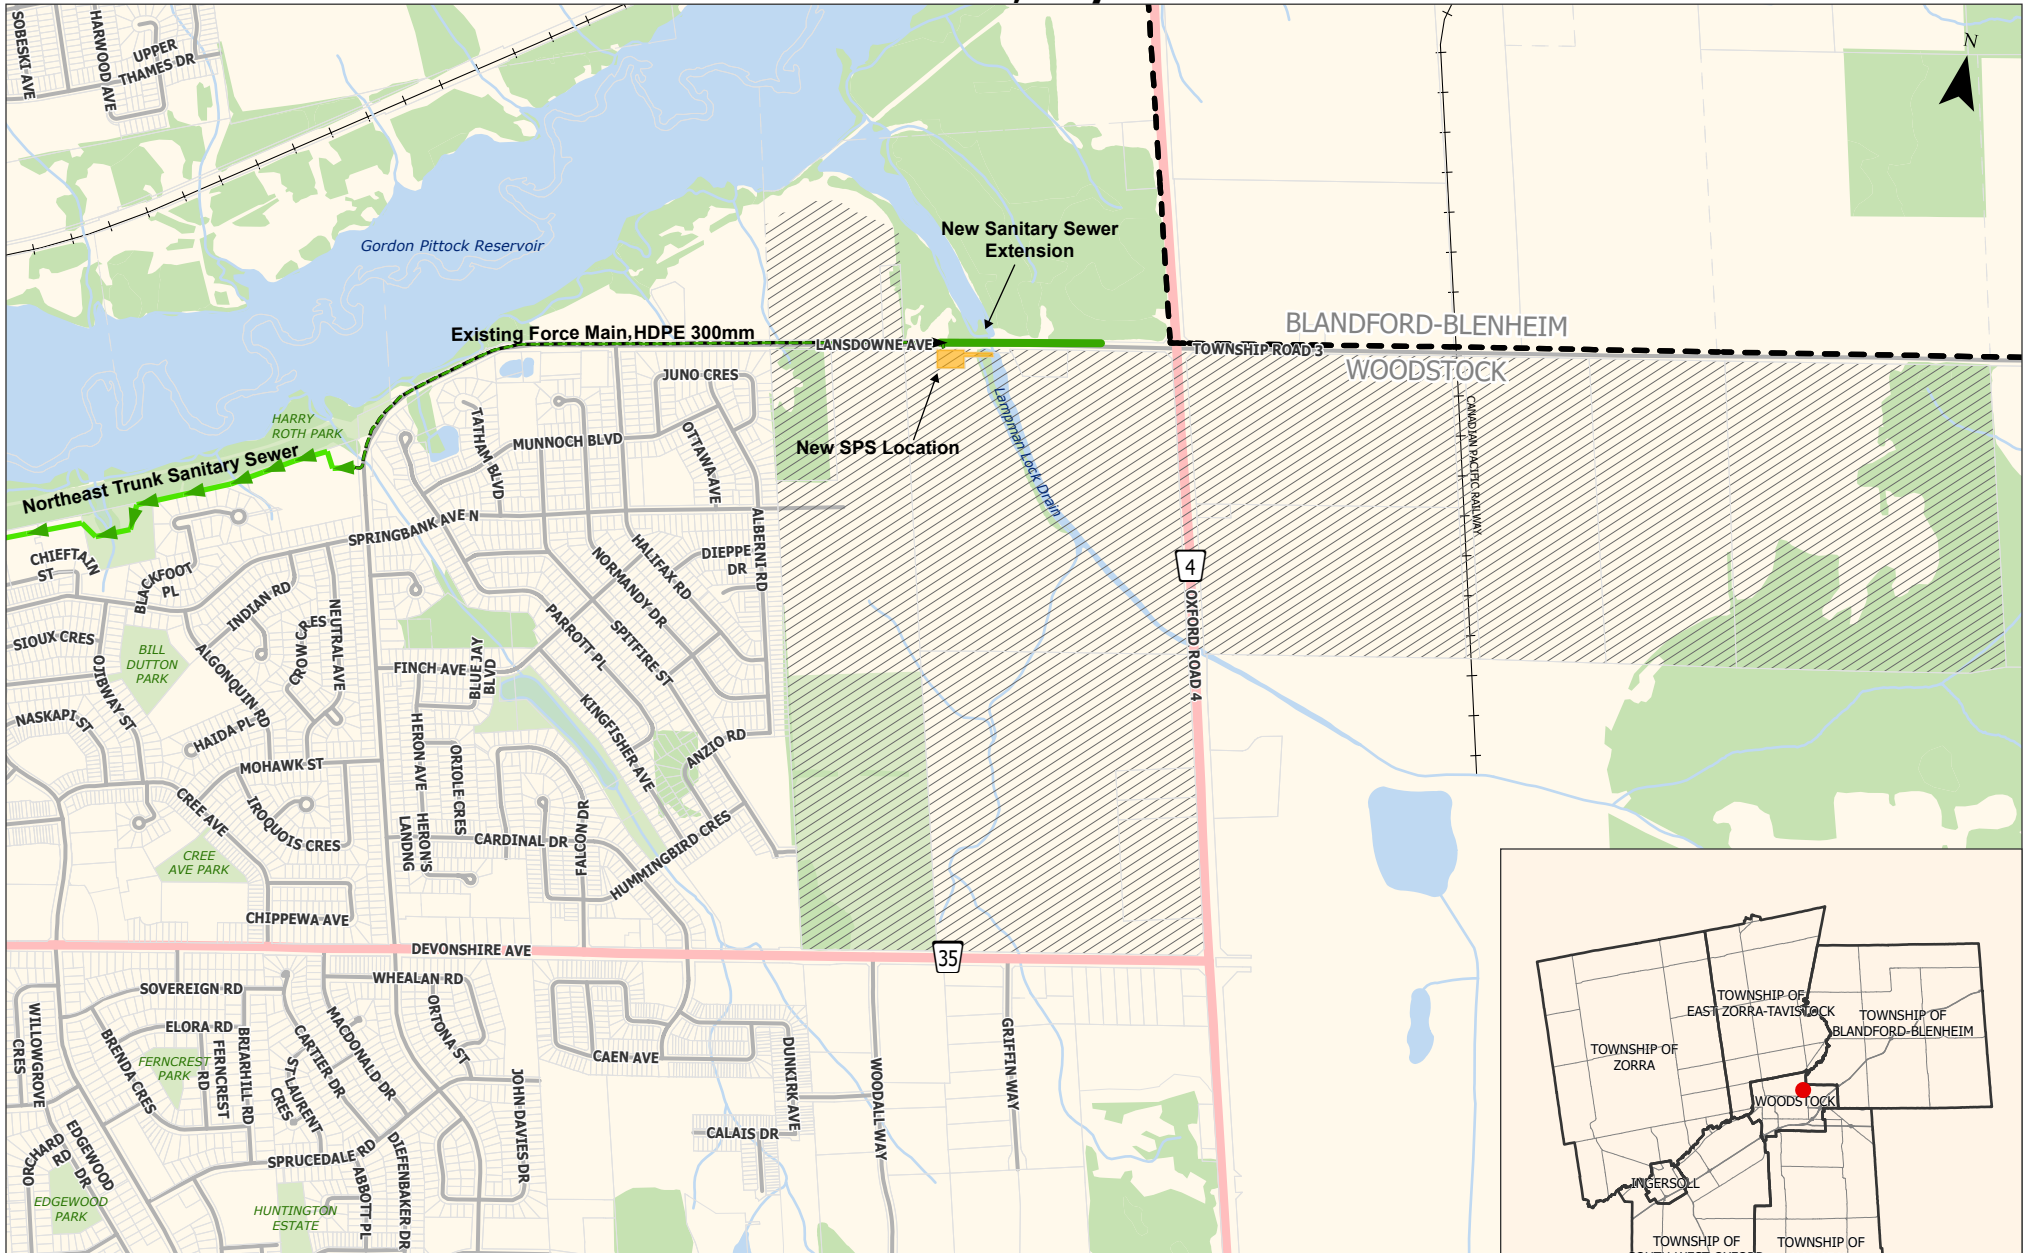 SOBESKI AVE
HARWOOD AVE
UPPER
THAMES DR
N
Gordon Pittock Reservoir
New Sanitary Sewer
Extension
Existing Force Main,HDPE 300mm
LANSDOWNE AVE
BLANDFORD-BLENHEIM
TOWNSHIP ROAD 3
WOODSTOCK
JUNO CRES
HARRY
ROTH PARK
TATHAM BLVD
MUNNOCH BLVD
OTTAWA AVE
New SPS Location
Lampman Lock Drain
CANADIAN PACIFIC RAILWAY
Northeast Trunk Sanitary Sewer
SPRINGBANK AVE N
ALBERNI RD
HALIFAX RD
NORMANDY DR
DIEPPE
DR
4
OXFORD ROAD 4
CHIEFTAIN
ST
BLACKFOOT
PL
INDIAN RD
CROW CRES
NEUTRAL AVE
PARROTT PL
SPITFIRE ST
SIOUX CRES
OJIBWAY ST
BILL
DUTTON
PARK
ALGONQUIN RD
FINCH AVE
BLUE JAY
BLVD
KINGFISHER AVE
NASKAPI ST
HAIDA PL
HERON AVE
ORIOLE CRES
ANZIO RD
MOHAWK ST
CREE AVE
IROQUOIS CRES
HERON'S
LANDNG
CARDINAL DR
FALCON DR
HUMMINGBIRD CRES
CREE
AVE PARK
CHIPPEWA AVE
DEVONSHIRE AVE
35
WHEALAN RD
SOVEREIGN RD
WILLOWGROVE
CRES
ELORA RD
BRENDA CRES
FERNCREST
PARK
FERNCREST
RD
BRIARHILL RD
CARTIER DR
MACDONALD DR
ORTONA ST
ST LAURENT
CRES
CAEN AVE
DUNKIRK AVE
WOODALL WAY
GRIFFIN WAY
JOHN DAVIES DR
CALAIS DR
ORCHARD
RD
EDGEWOOD
DR
SPRUCEDALE RD
ABBOTT PL
DIEFENBAKER DR
EDGEWOOD
PARK
HUNTINGTON
ESTATE
TOWNSHIP OF
EAST ZORRA-TAVISTOCK
TOWNSHIP OF
BLANDFORD-BLENHEIM
TOWNSHIP OF
ZORRA
WOODSTOCK
INGERSOLL
TOWNSHIP OF
TOWNSHIP OF